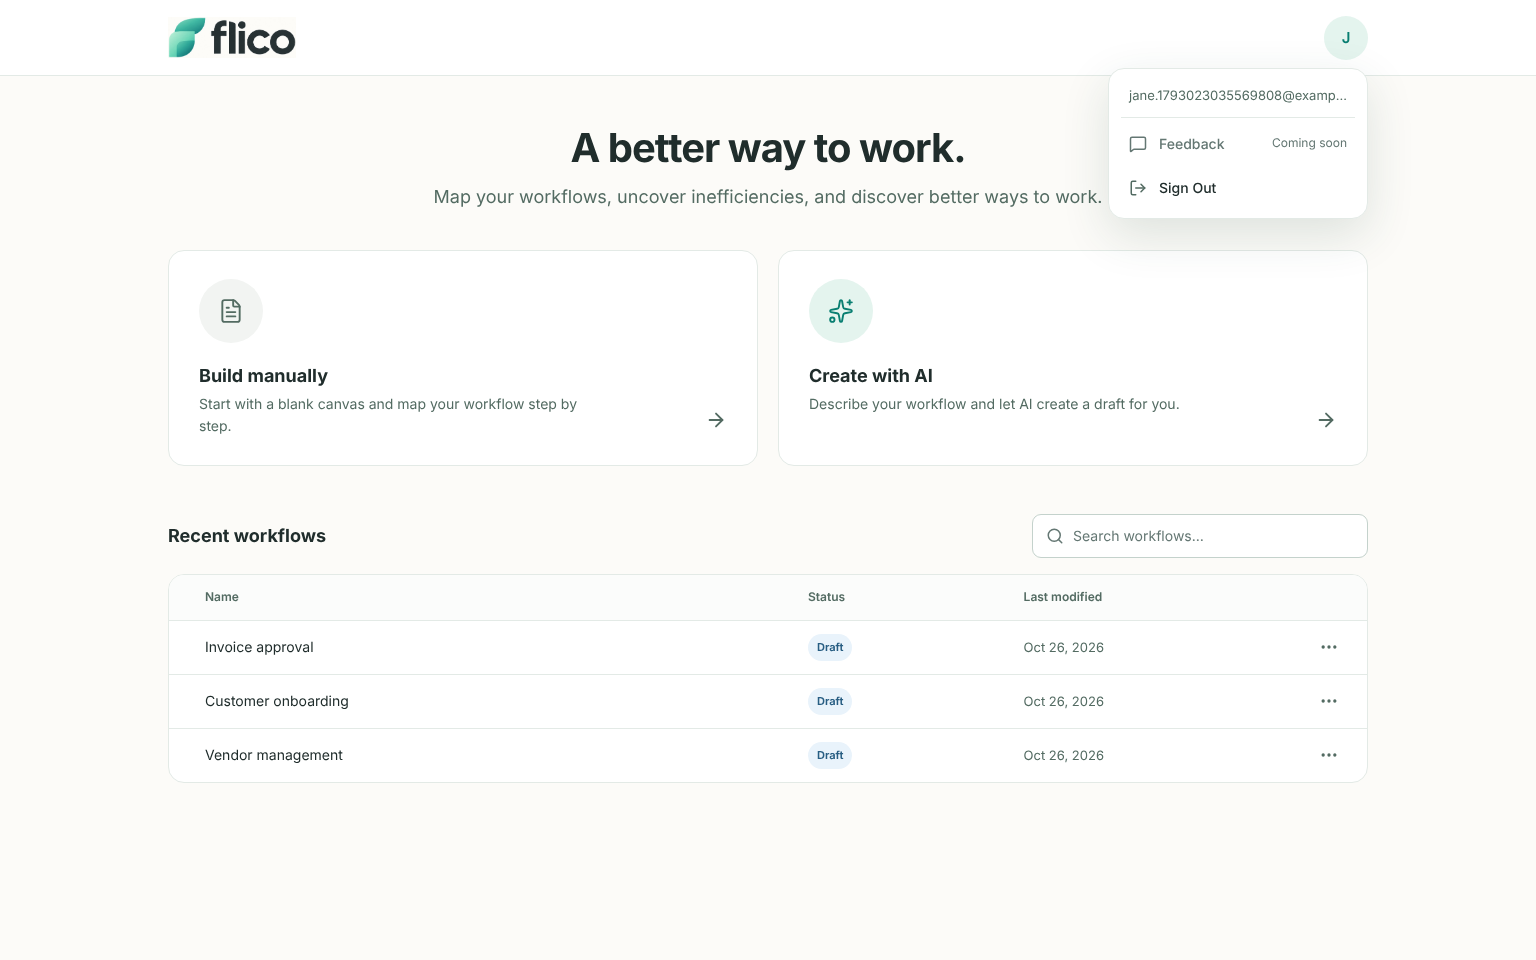 flico
J
jane.1793023035569808@examp...
Feedback Coming soon
Sign Out
A better way to work.
Map your workflows, uncover inefficiencies, and discover better ways to work.
Build manually
Start with a blank canvas and map your workflow step by
step.
Create with AI
Describe your workflow and let AI create a draft for you.
Recent workflows
Search workflows...
Name Status Last modified
Invoice approval Draft Oct 26, 2026
Customer onboarding Draft Oct 26, 2026
Vendor management Draft Oct 26, 2026